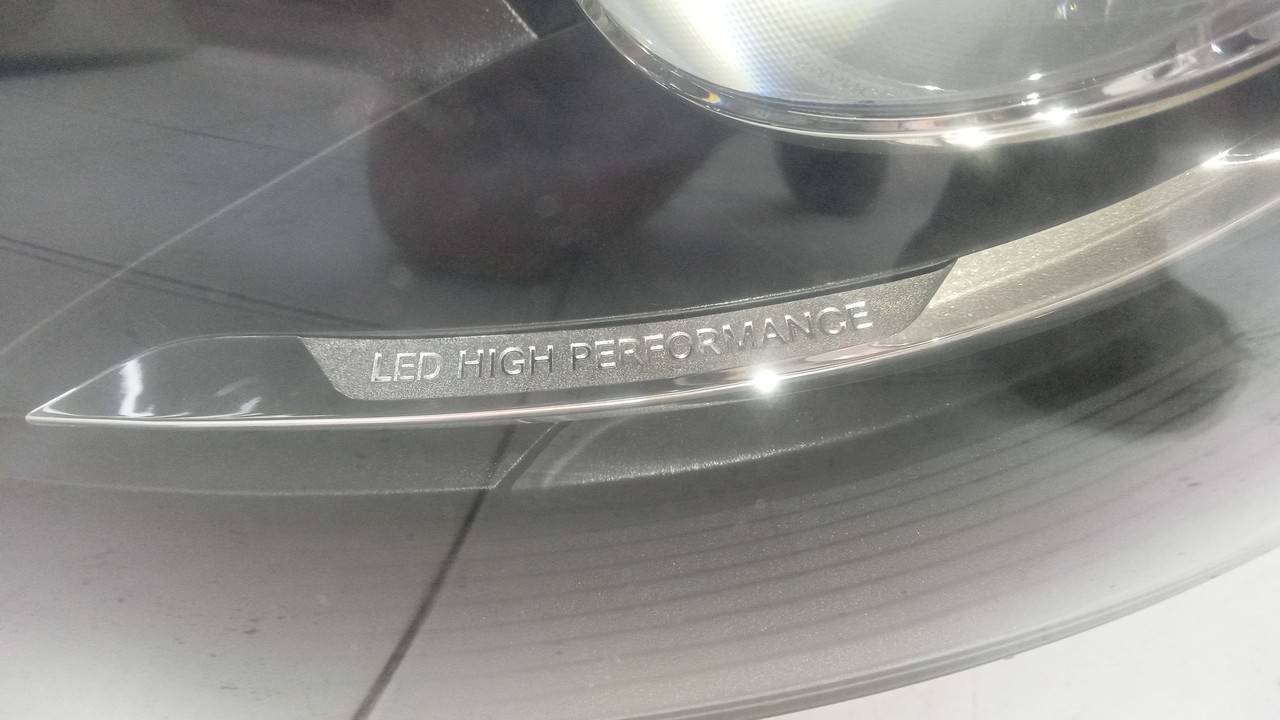 LED HIGH PERFORMANCE